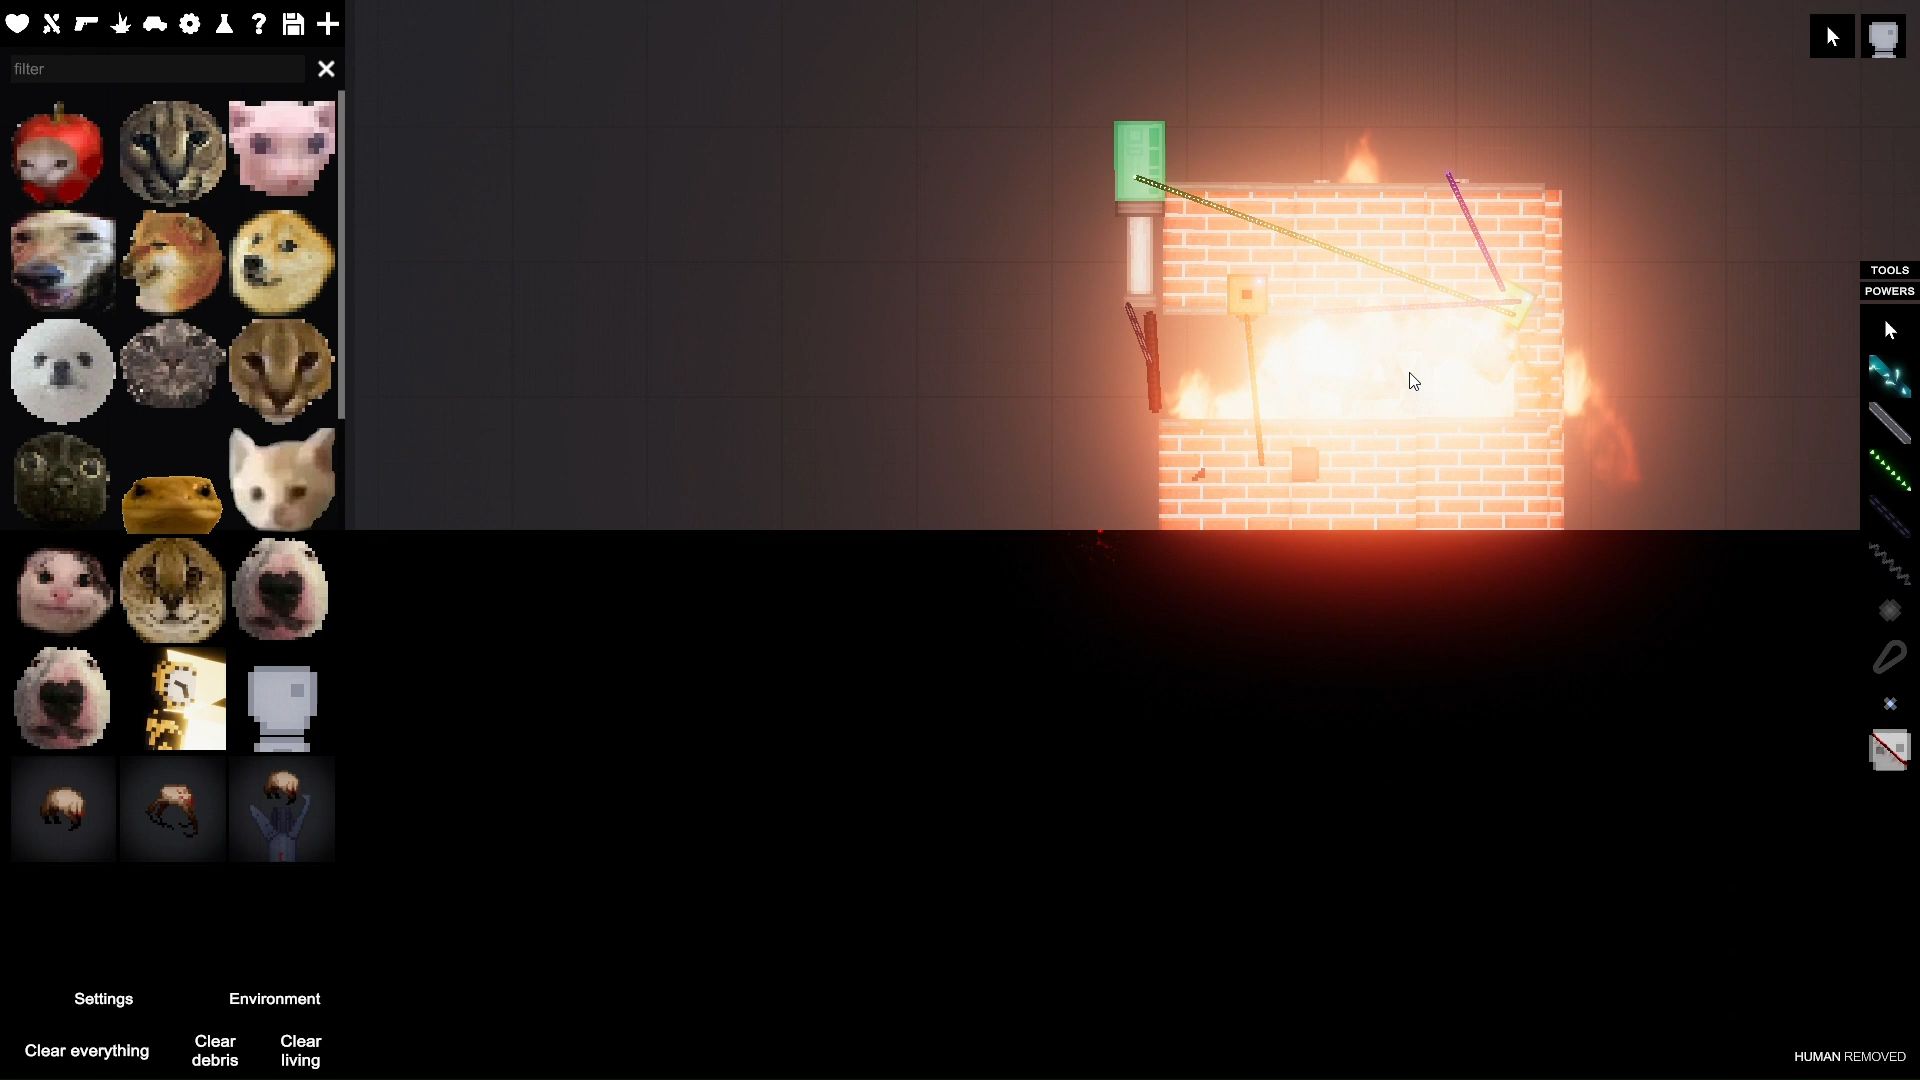 filter
TOOLS
POWERS
Settings
Environment
Clear everything
Clear debris
Clear living
HUMAN REMOVED